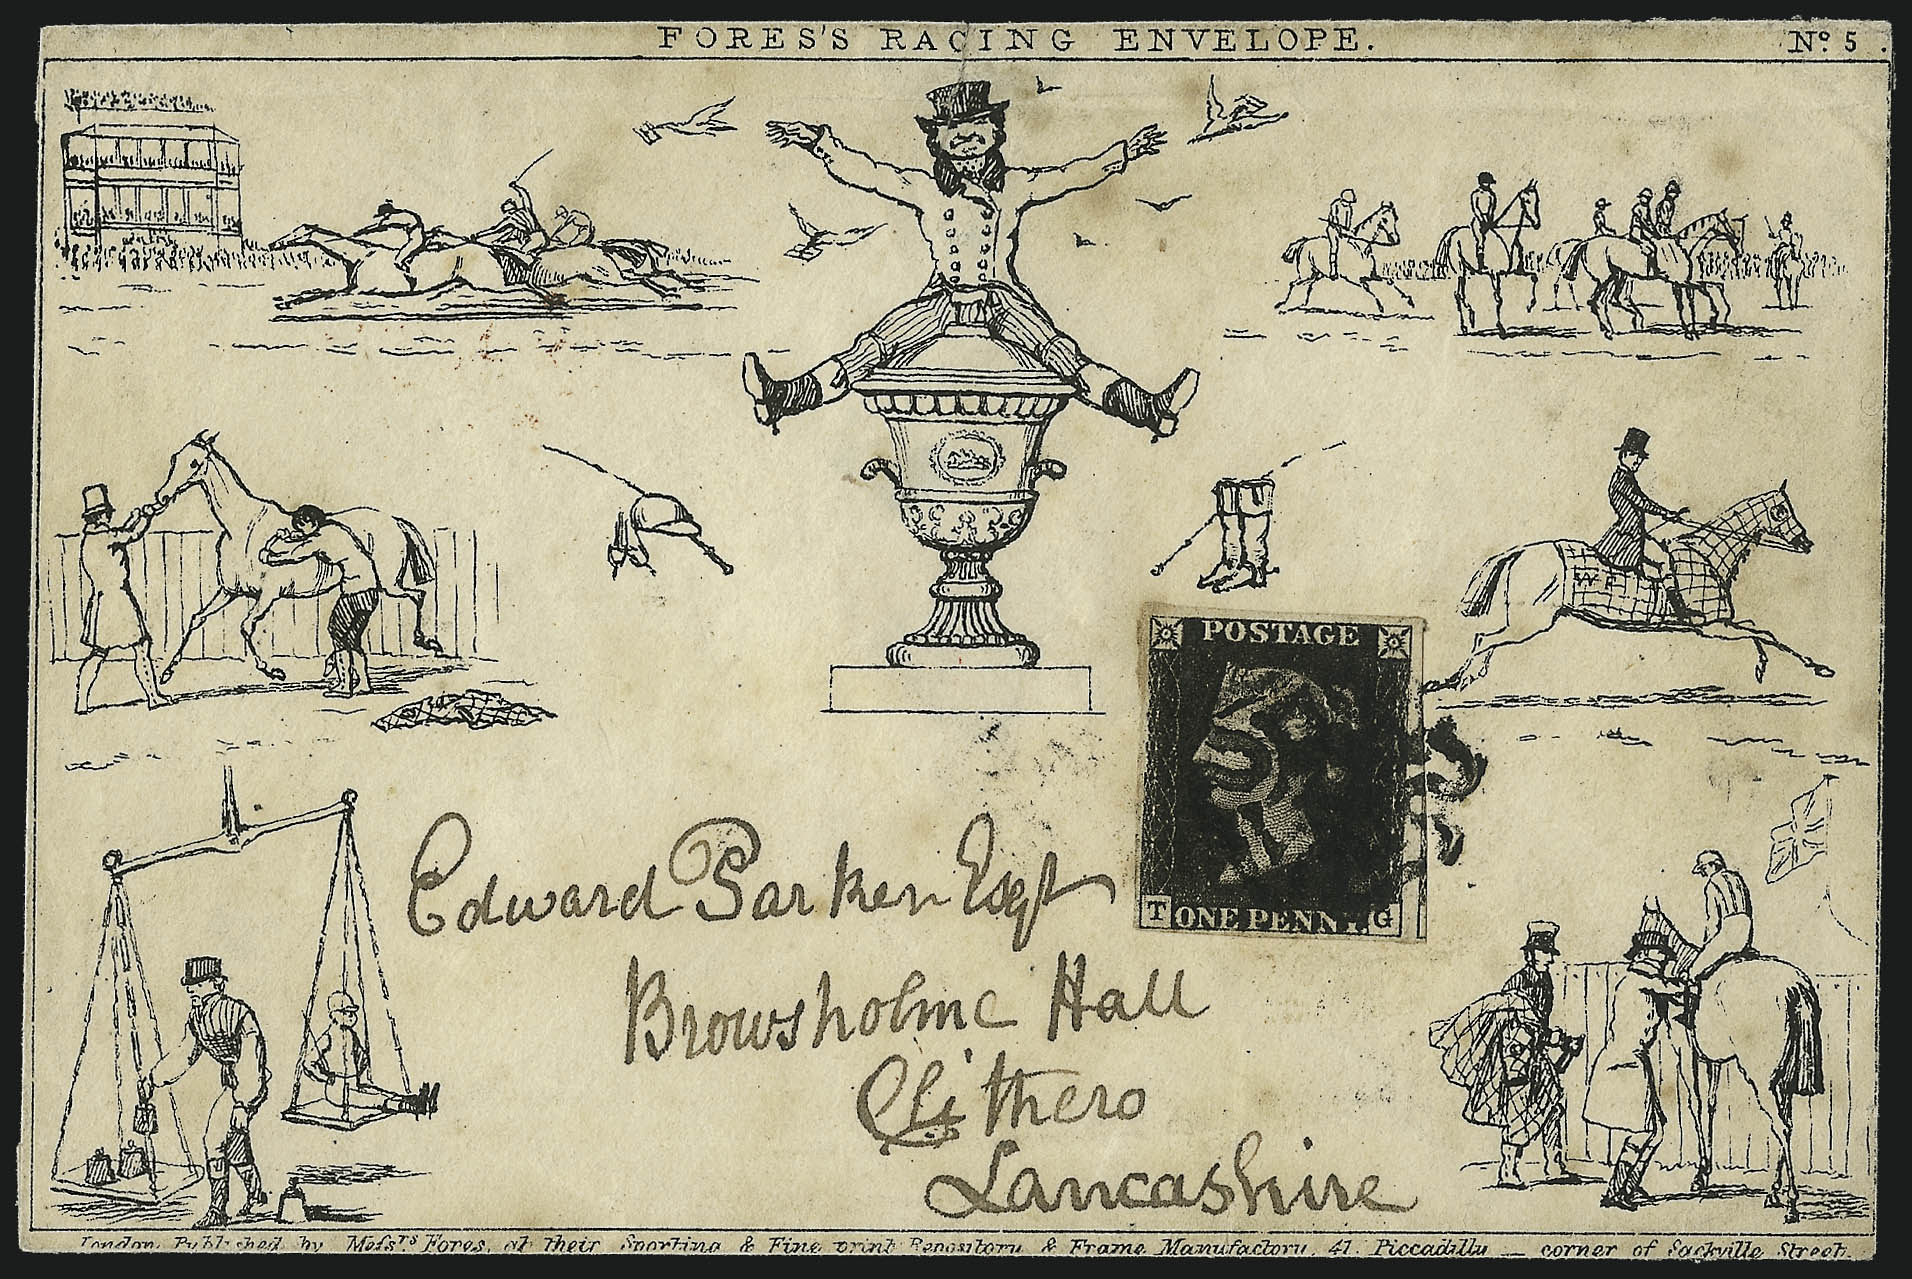 FORES'S RACING ENVELOPE.
No. 5.
W F
POSTAGE
T ONE PENNY. G
Edward Parker Esqr
Browsholme Hall
Clithero
Lancashire
London, Published by Messrs Fores, at their Sporting & Fine print Repository & Frame Manufactory, 41, Piccadilly — corner of Sackville Street.